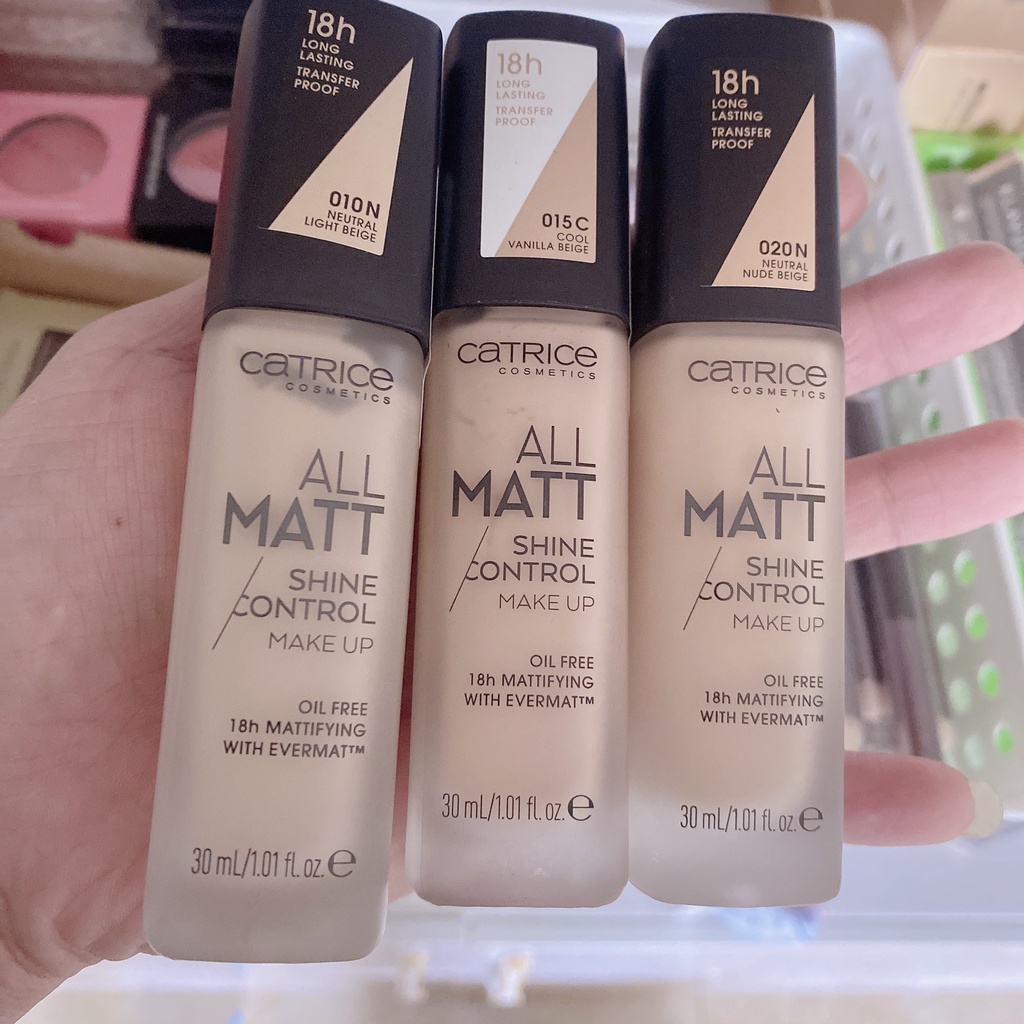 18h
LONG
LASTING
TRANSFER
PROOF
010N
NEUTRAL
LIGHT BEIGE
CATRICE
COSMETICS
ALL
MATT
SHINE
CONTROL
MAKE UP
OIL FREE
18h MATTIFYING
WITH EVERMAT™
30 mL/1.01 fl. oz. e
18h
LONG
LASTING
TRANSFER
PROOF
015C
COOL
VANILLA BEIGE
CATRICE
COSMETICS
ALL
MATT
SHINE
CONTROL
MAKE UP
OIL FREE
18h MATTIFYING
WITH EVERMAT™
30 mL/1.01 fl. oz. e
18h
LONG
LASTING
TRANSFER
PROOF
020N
NEUTRAL
NUDE BEIGE
CATRICE
COSMETICS
ALL
MATT
SHINE
CONTROL
MAKE UP
OIL FREE
18h MATTIFYING
WITH EVERMAT™
30 mL/1.01 fl. oz. e